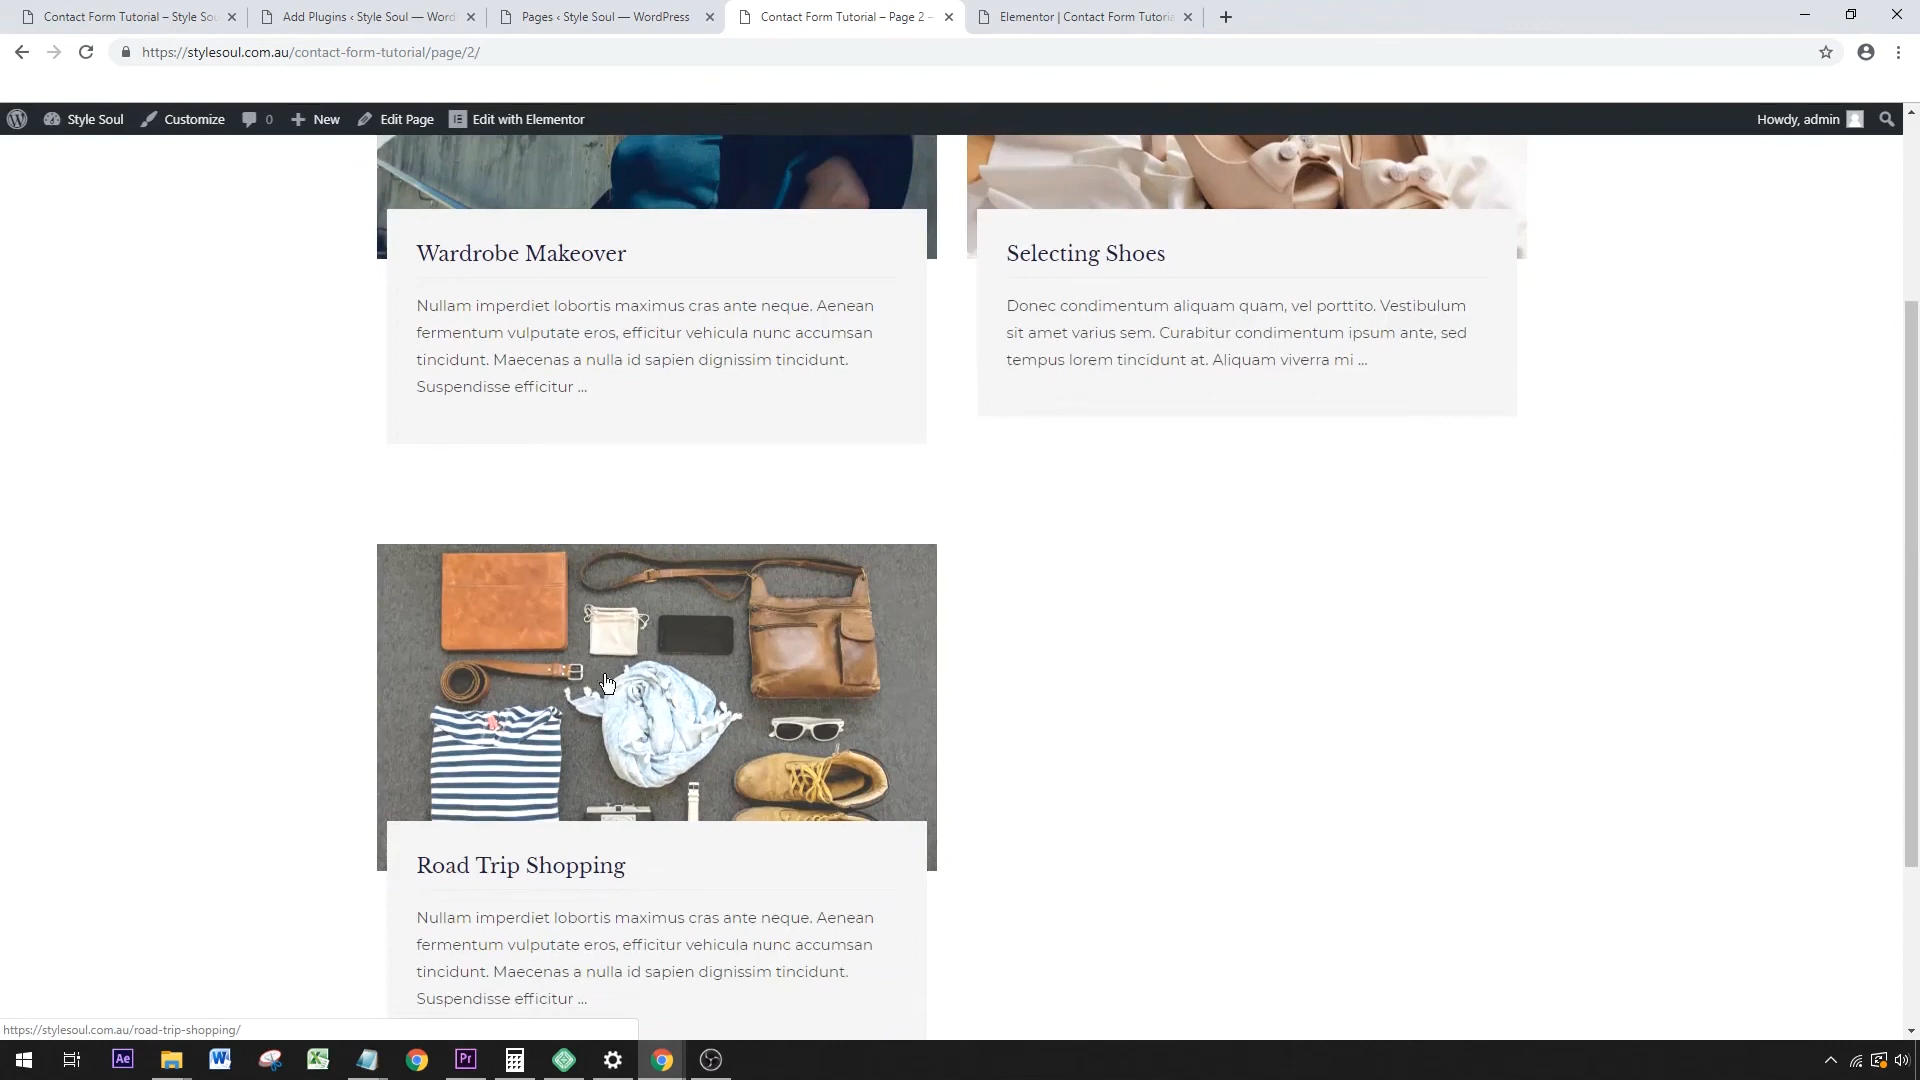 Contact Form Tutorial – Style Sou
Add Plugins ‹ Style Soul — Word
Pages ‹ Style Soul — WordPress
Contact Form Tutorial – Page 2 –
Elementor | Contact Form Tutoria
https://stylesoul.com.au/contact-form-tutorial/page/2/
Style Soul
Customize
0
New
Edit Page
Edit with Elementor
Howdy, admin
Wardrobe Makeover
Nullam imperdiet lobortis maximus cras ante neque. Aenean
fermentum vulputate eros, efficitur vehicula nunc accumsan
tincidunt. Maecenas a nulla id sapien dignissim tincidunt.
Suspendisse efficitur ...
Selecting Shoes
Donec condimentum aliquam quam, vel porttito. Vestibulum
sit amet varius sem. Curabitur condimentum ipsum ante, sed
tempus lorem tincidunt at. Aliquam viverra mi ...
Road Trip Shopping
Nullam imperdiet lobortis maximus cras ante neque. Aenean
fermentum vulputate eros, efficitur vehicula nunc accumsan
tincidunt. Maecenas a nulla id sapien dignissim tincidunt.
Suspendisse efficitur ...
https://stylesoul.com.au/road-trip-shopping/
Ae
Pr